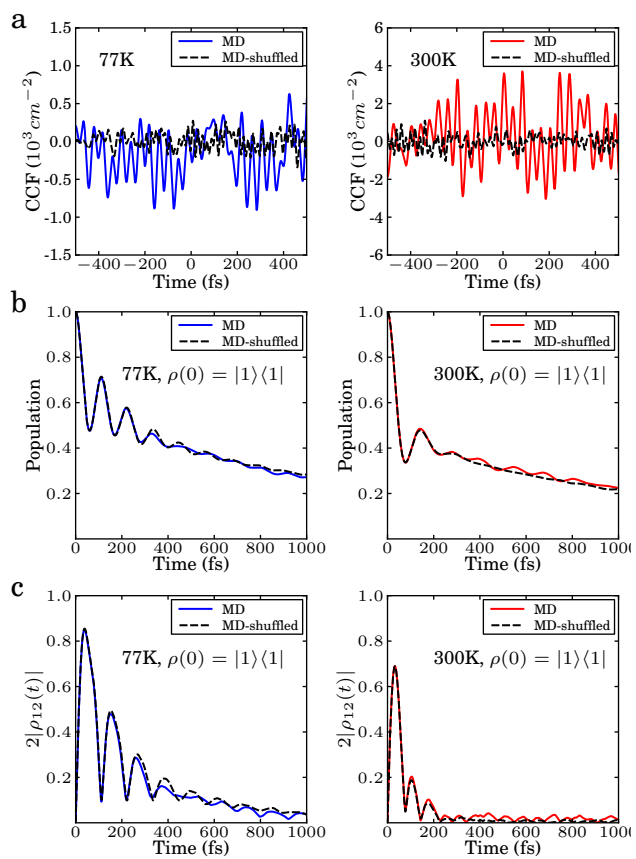 a
1.5
1.0
0.5
0.0
−0.5
−1.0
−1.5
CCF (10³ cm⁻²)
77K
MD
MD-shuffled
−400 −200 0 200 400
Time (fs)
6
4
2
0
−2
−4
−6
CCF (10³ cm⁻²)
300K
MD
MD-shuffled
−400 −200 0 200 400
Time (fs)
b
1.0
0.8
0.6
0.4
0.2
Population
MD
MD-shuffled
77K, ρ(0) = |1⟩⟨1|
0 200 400 600 800 1000
Time (fs)
1.0
0.8
0.6
0.4
0.2
Population
MD
MD-shuffled
300K, ρ(0) = |1⟩⟨1|
0 200 400 600 800 1000
Time (fs)
c
1.0
0.8
0.6
0.4
0.2
2|ρ₁₂(t)|
MD
MD-shuffled
77K, ρ(0) = |1⟩⟨1|
0 200 400 600 800 1000
Time (fs)
1.0
0.8
0.6
0.4
0.2
2|ρ₁₂(t)|
MD
MD-shuffled
300K, ρ(0) = |1⟩⟨1|
0 200 400 600 800 1000
Time (fs)